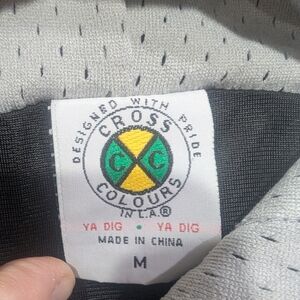 DESIGNED WITH PRIDE
CROSS
C C
COLOURS
IN L.A.®
YA DIG • YA DIG
MADE IN CHINA
M